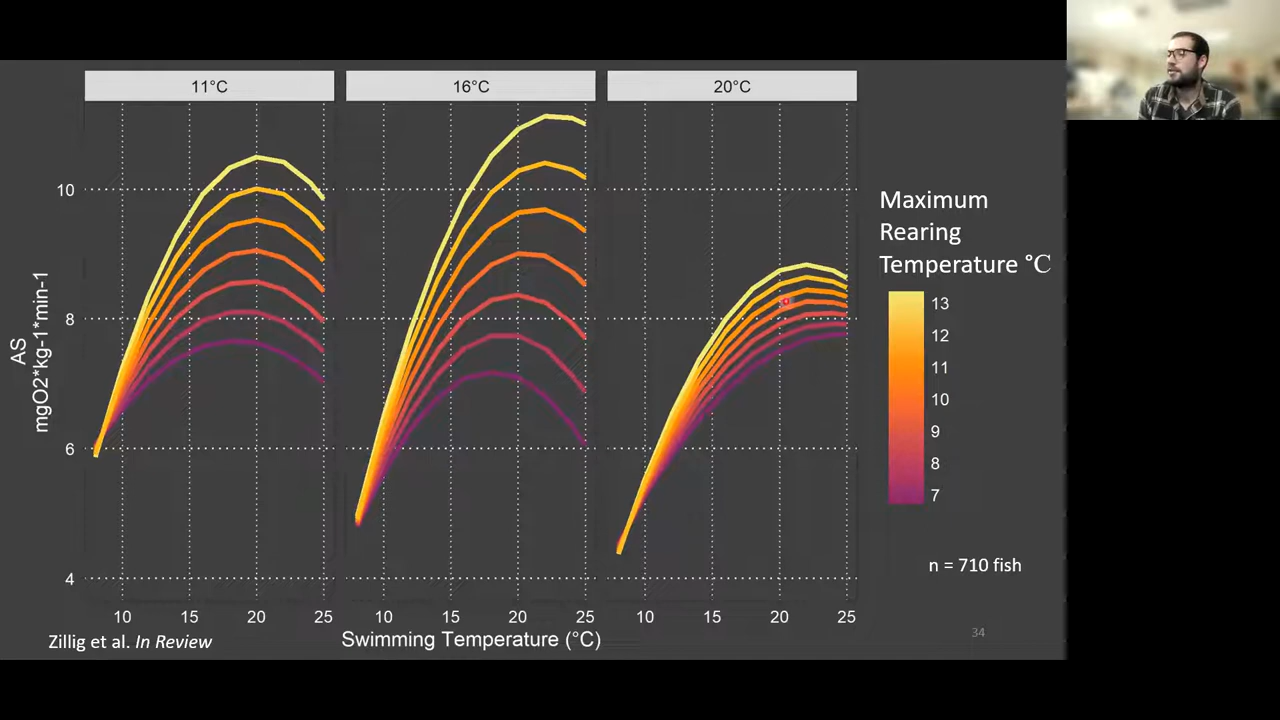 11°C
16°C
20°C
10
8
6
4
AS
mgO2*kg-1*min-1
10 15 20 25
10 15 20 25
10 15 20 25
Swimming Temperature (°C)
Maximum
Rearing
Temperature °C
13
12
11
10
9
8
7
n = 710 fish
Zillig et al. In Review
34